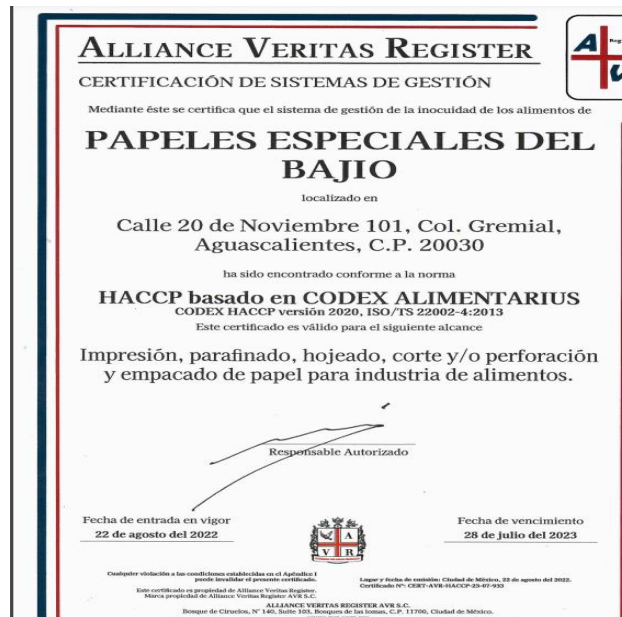 ALLIANCE VERITAS REGISTER
CERTIFICACIÓN DE SISTEMAS DE GESTIÓN
Mediante éste se certifica que el sistema de gestión de la inocuidad de los alimentos de
PAPELES ESPECIALES DEL
BAJIO
localizado en
Calle 20 de Noviembre 101, Col. Gremial,
Aguascalientes, C.P. 20030
ha sido encontrado conforme a la norma
HACCP basado en CODEX ALIMENTARIUS
CODEX HACCP versión 2020, ISO/TS 22002-4:2013
Este certificado es válido para el siguiente alcance
Impresión, parafinado, hojeado, corte y/o perforación
y empacado de papel para industria de alimentos.
Responsable Autorizado
Fecha de entrada en vigor
22 de agosto del 2022
Fecha de vencimiento
28 de julio del 2023
A
V R
Cualquier violación a las condiciones establecidas en el Apéndice I
puede invalidar el presente certificado.
Este certificado es propiedad de Alliance Veritas Register.
Marca propiedad de Alliance Veritas Register AVR S.C.
Lugar y fecha de emisión: Ciudad de México, 22 de agosto del 2022.
Certificado Nº: CERT-AVR-HACCP-25-07-933
ALLIANCE VERITAS REGISTER AVR S.C.
Bosque de Ciruelos, Nº 140, Suite 103, Bosques de las lomas, C.P. 11700, Ciudad de México.